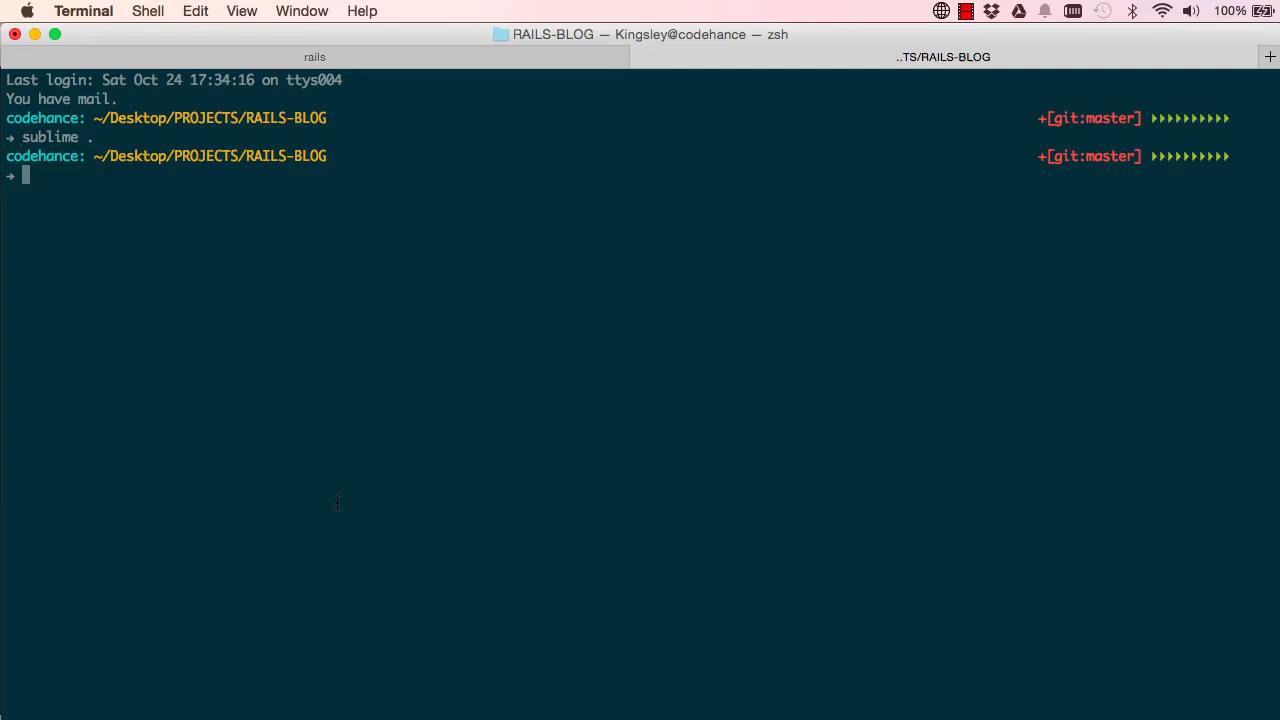 Terminal Shell Edit View Window Help 100%
RAILS-BLOG — Kingsley@codehance — zsh
rails ..TS/RAILS-BLOG +
Last login: Sat Oct 24 17:34:16 on ttys004
You have mail.
codehance: ~/Desktop/PROJECTS/RAILS-BLOG +[git:master]
→ sublime .
codehance: ~/Desktop/PROJECTS/RAILS-BLOG +[git:master]
→